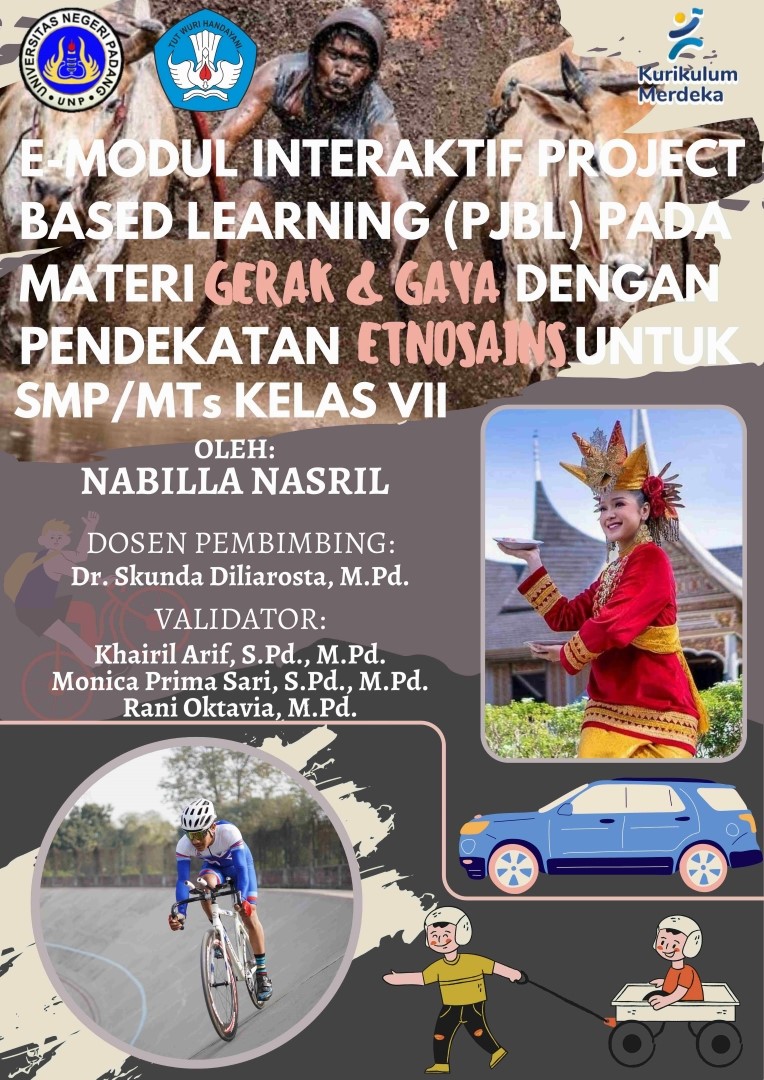 UNIVERSITAS NEGERI PADANG
UNP
TUT WURI HANDAYANI
Kurikulum
Merdeka
E-MODUL INTERAKTIF PROJECT
BASED LEARNING (PJBL) PADA
MATERI GERAK & GAYA DENGAN
PENDEKATAN ETNOSAINS UNTUK
SMP/MTs KELAS VII
OLEH:
NABILLA NASRIL
DOSEN PEMBIMBING:
Dr. Skunda Diliarosta, M.Pd.
VALIDATOR:
Khairil Arif, S.Pd., M.Pd.
Monica Prima Sari, S.Pd., M.Pd.
Rani Oktavia, M.Pd.